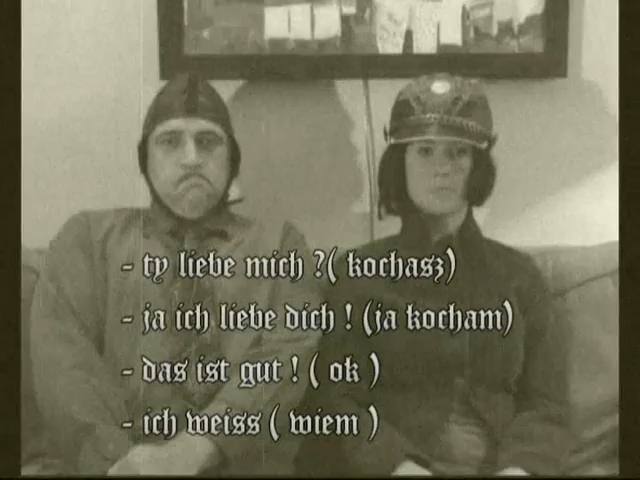 - ty liebe mich ?( kochasz)
- ja ich liebe dich ! (ja kocham)
- das ist gut ! ( ok )
- ich weiss ( wiem )